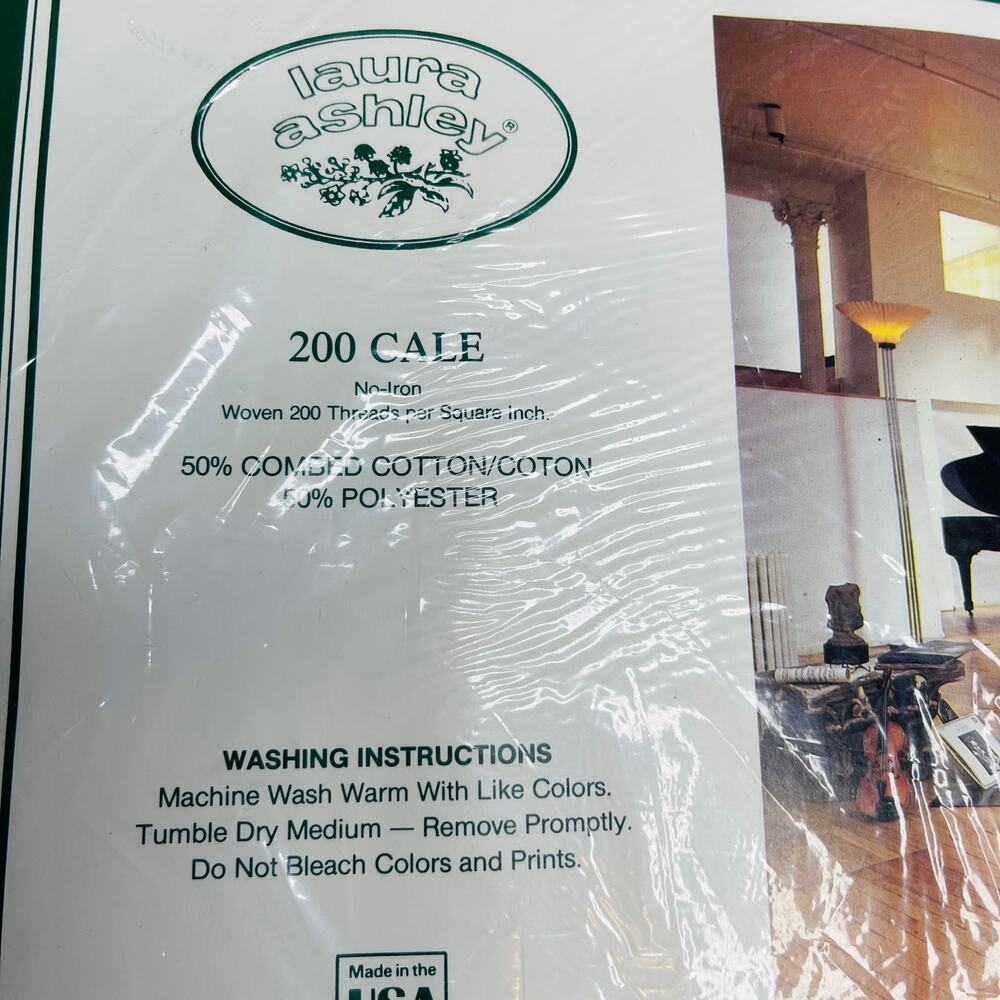 laura
ashley®
200 CALE
No-Iron
Woven 200 Threads per Square Inch.
50% COMBED COTTON/COTON
50% POLYESTER
WASHING INSTRUCTIONS
Machine Wash Warm With Like Colors.
Tumble Dry Medium — Remove Promptly.
Do Not Bleach Colors and Prints.
Made in the
USA